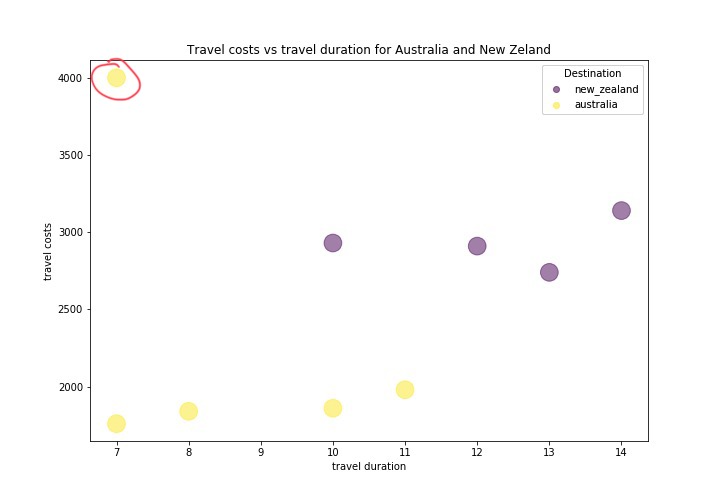 Travel costs vs travel duration for Australia and New Zeland
Destination
new_zealand
australia
4000
3500
3000
2500
2000
travel costs
7 8 9 10 11 12 13 14
travel duration